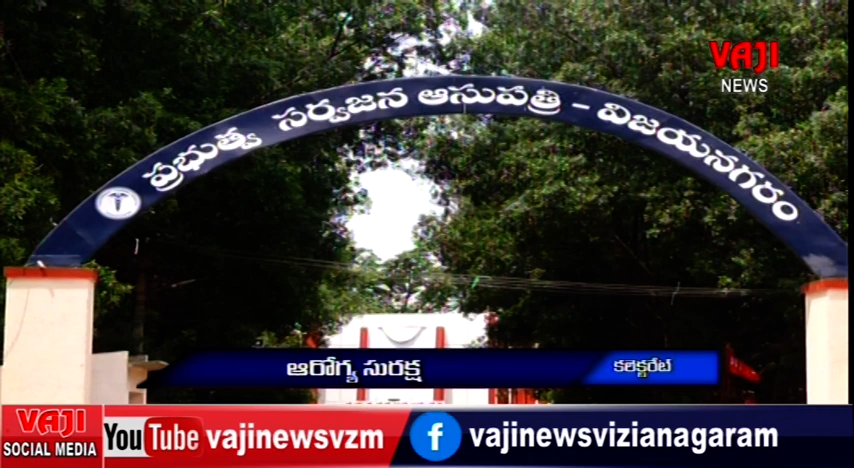 VAJI
NEWS
ప్రభుత్వ సర్వజన ఆసుపత్రి - విజయనగరం
ఆరోగ్య సురక్ష
కలెక్టరేట్
VAJI
SOCIAL MEDIA
YouTube vajinewsvzm
f vajinewsvizianagaram